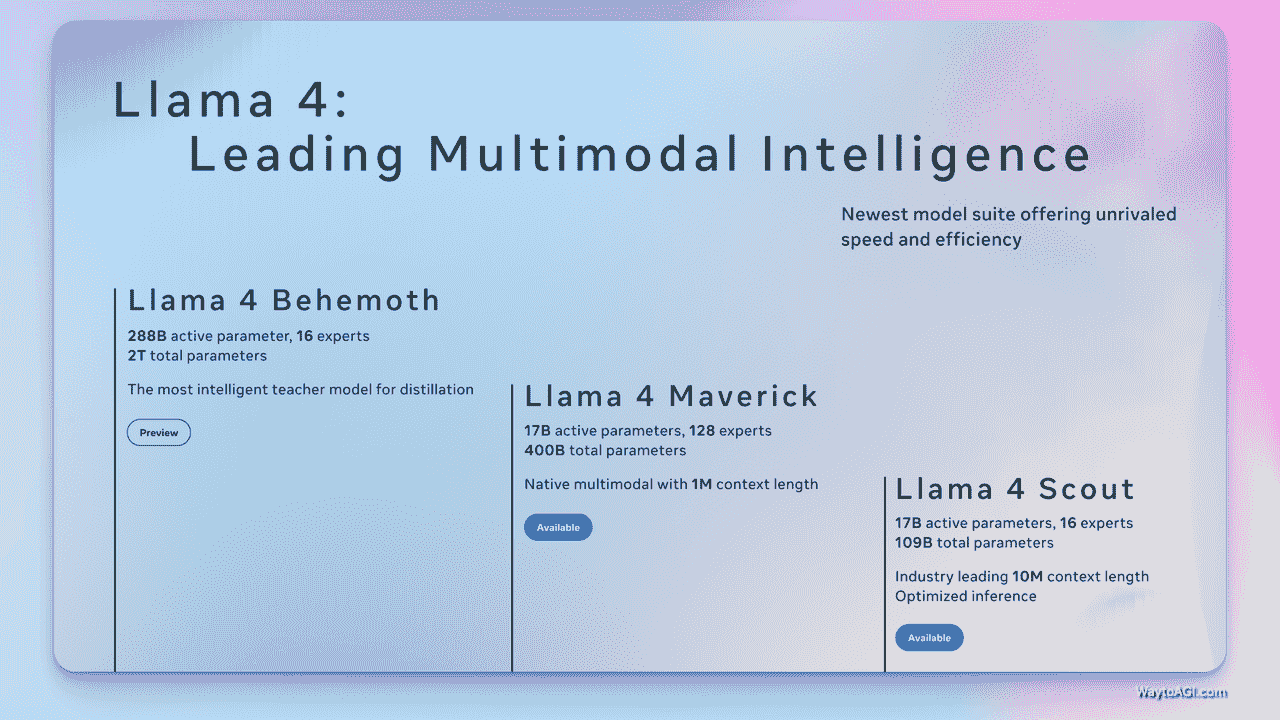 Llama 4:
Leading Multimodal Intelligence
Newest model suite offering unrivaled
speed and efficiency
Llama 4 Behemoth
288B active parameter, 16 experts
2T total parameters
The most intelligent teacher model for distillation
Preview
Llama 4 Maverick
17B active parameters, 128 experts
400B total parameters
Native multimodal with 1M context length
Available
Llama 4 Scout
17B active parameters, 16 experts
109B total parameters
Industry leading 10M context length
Optimized inference
Available
WaytoAGI.com